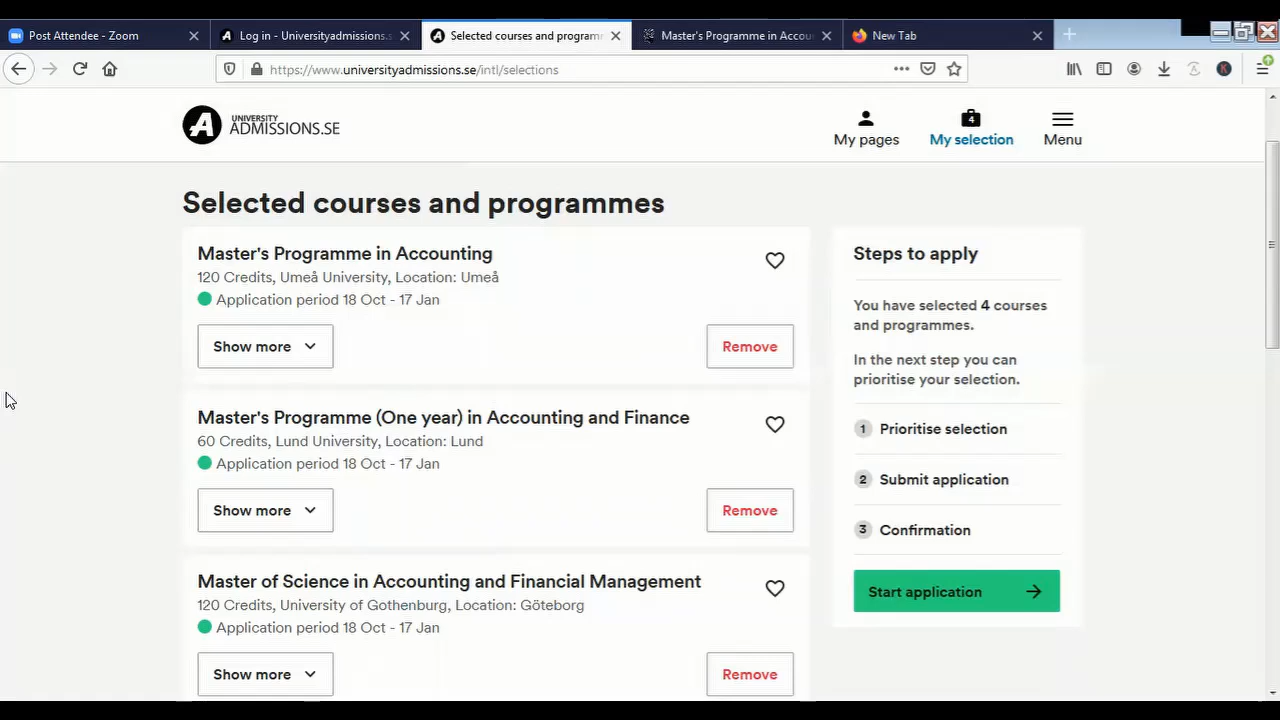 Post Attendee - Zoom
Log in - Universityadmissions.s
Selected courses and programm
Master's Programme in Accou
New Tab
https://www.universityadmissions.se/intl/selections
UNIVERSITY
ADMISSIONS.SE
My pages
4
My selection
Menu
Selected courses and programmes
Master's Programme in Accounting
120 Credits, Umeå University, Location: Umeå
Application period 18 Oct - 17 Jan
Show more
Remove
Master's Programme (One year) in Accounting and Finance
60 Credits, Lund University, Location: Lund
Application period 18 Oct - 17 Jan
Show more
Remove
Master of Science in Accounting and Financial Management
120 Credits, University of Gothenburg, Location: Göteborg
Application period 18 Oct - 17 Jan
Show more
Remove
Steps to apply
You have selected 4 courses
and programmes.
In the next step you can
prioritise your selection.
1 Prioritise selection
2 Submit application
3 Confirmation
Start application